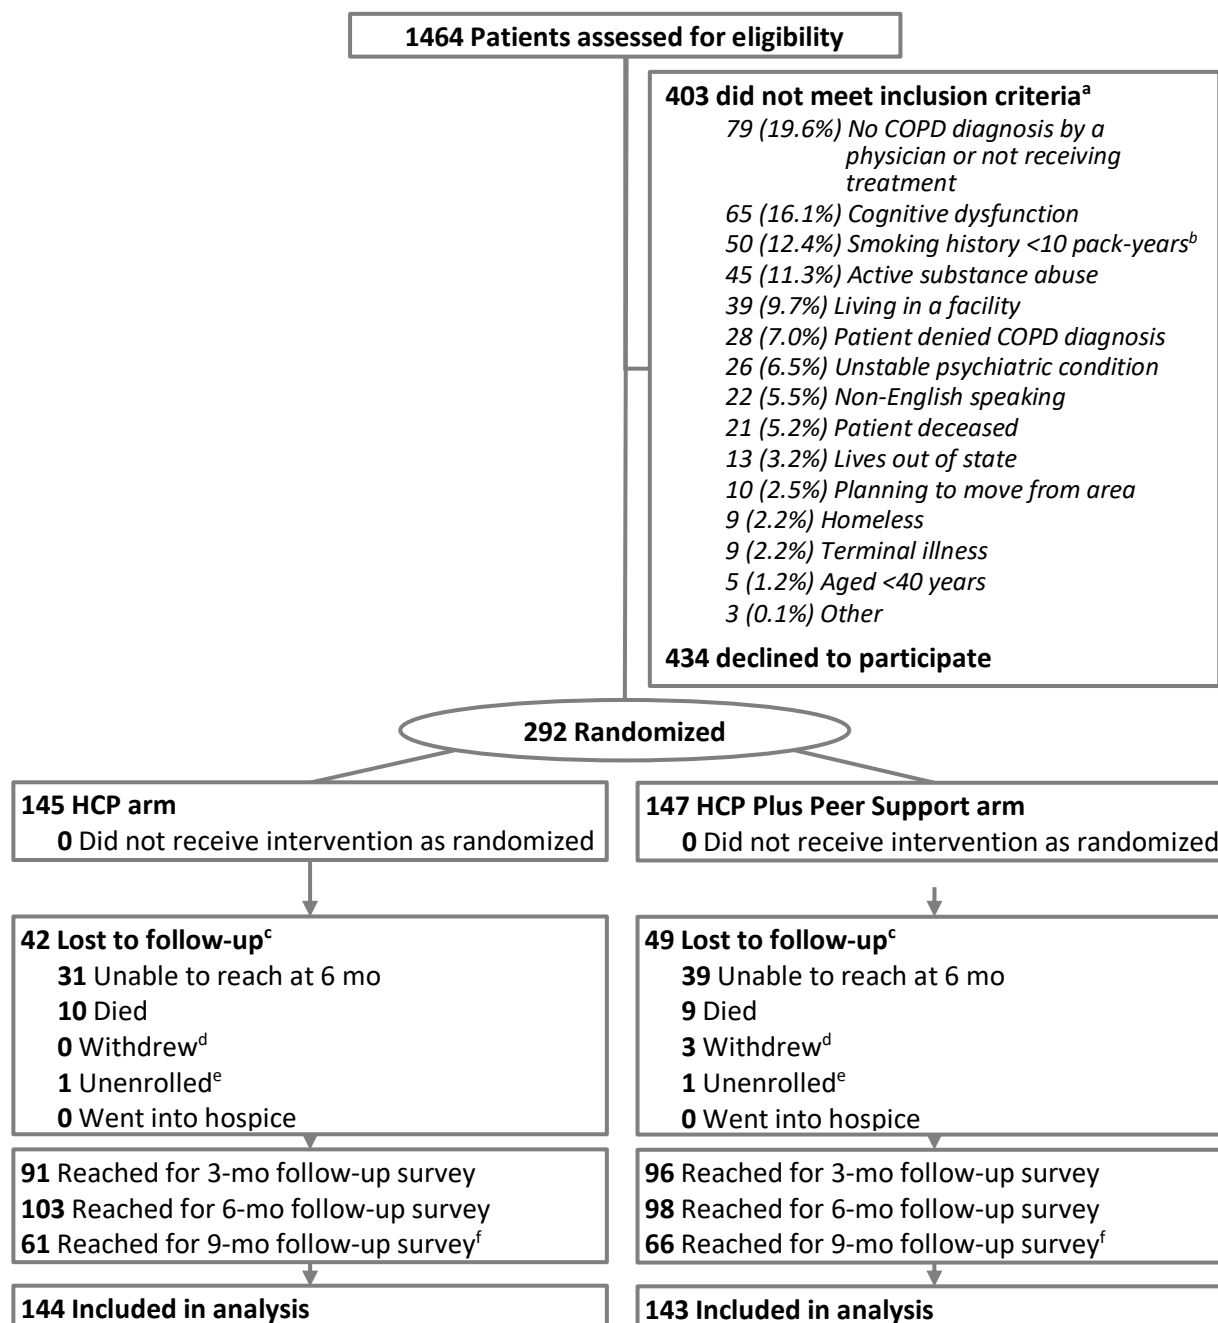 1464 Patients assessed for eligibility
403 did not meet inclusion criteriaᵃ
79 (19.6%) No COPD diagnosis by a
physician or not receiving
treatment
65 (16.1%) Cognitive dysfunction
50 (12.4%) Smoking history <10 pack-yearsᵇ
45 (11.3%) Active substance abuse
39 (9.7%) Living in a facility
28 (7.0%) Patient denied COPD diagnosis
26 (6.5%) Unstable psychiatric condition
22 (5.5%) Non-English speaking
21 (5.2%) Patient deceased
13 (3.2%) Lives out of state
10 (2.5%) Planning to move from area
9 (2.2%) Homeless
9 (2.2%) Terminal illness
5 (1.2%) Aged <40 years
3 (0.1%) Other
434 declined to participate
292 Randomized
145 HCP arm
0 Did not receive intervention as randomized
147 HCP Plus Peer Support arm
0 Did not receive intervention as randomized
42 Lost to follow-upᶜ
31 Unable to reach at 6 mo
10 Died
0 Withdrewᵈ
1 Unenrolledᵉ
0 Went into hospice
49 Lost to follow-upᶜ
39 Unable to reach at 6 mo
9 Died
3 Withdrewᵈ
1 Unenrolledᵉ
0 Went into hospice
91 Reached for 3-mo follow-up survey
103 Reached for 6-mo follow-up survey
61 Reached for 9-mo follow-up surveyᶠ
96 Reached for 3-mo follow-up survey
98 Reached for 6-mo follow-up survey
66 Reached for 9-mo follow-up surveyᶠ
144 Included in analysis
143 Included in analysis